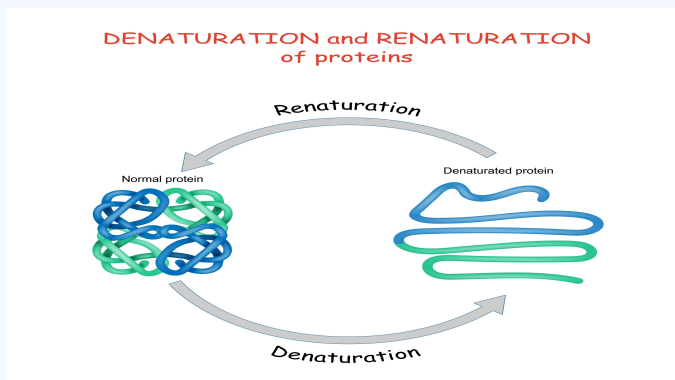 DENATURATION and RENATURATION
of proteins
Renaturation
Normal protein
Denaturated protein
Denaturation